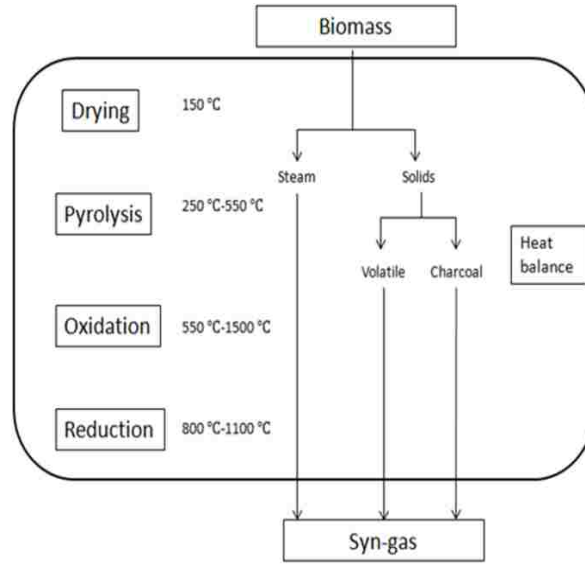 Biomass
Drying 150 °C
Steam Solids
Pyrolysis 250 °C-550 °C
Heat
balance
Volatile Charcoal
Oxidation 550 °C-1500 °C
Reduction 800 °C-1100 °C
Syn-gas